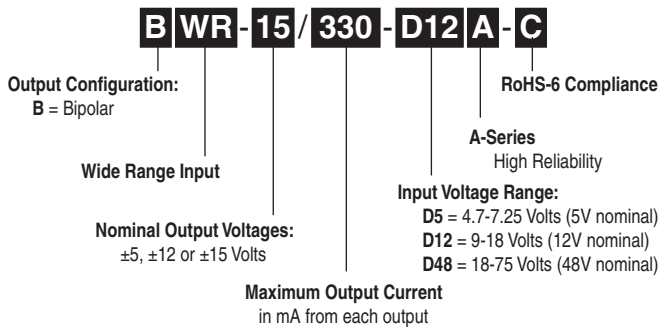 BWR-15/330-D12A-C
Output Configuration:
B = Bipolar
RoHS-6 Compliance
A-Series
High Reliability
Wide Range Input
Input Voltage Range:
D5 = 4.7-7.25 Volts (5V nominal)
D12 = 9-18 Volts (12V nominal)
D48 = 18-75 Volts (48V nominal)
Nominal Output Voltages:
±5, ±12 or ±15 Volts
Maximum Output Current
in mA from each output